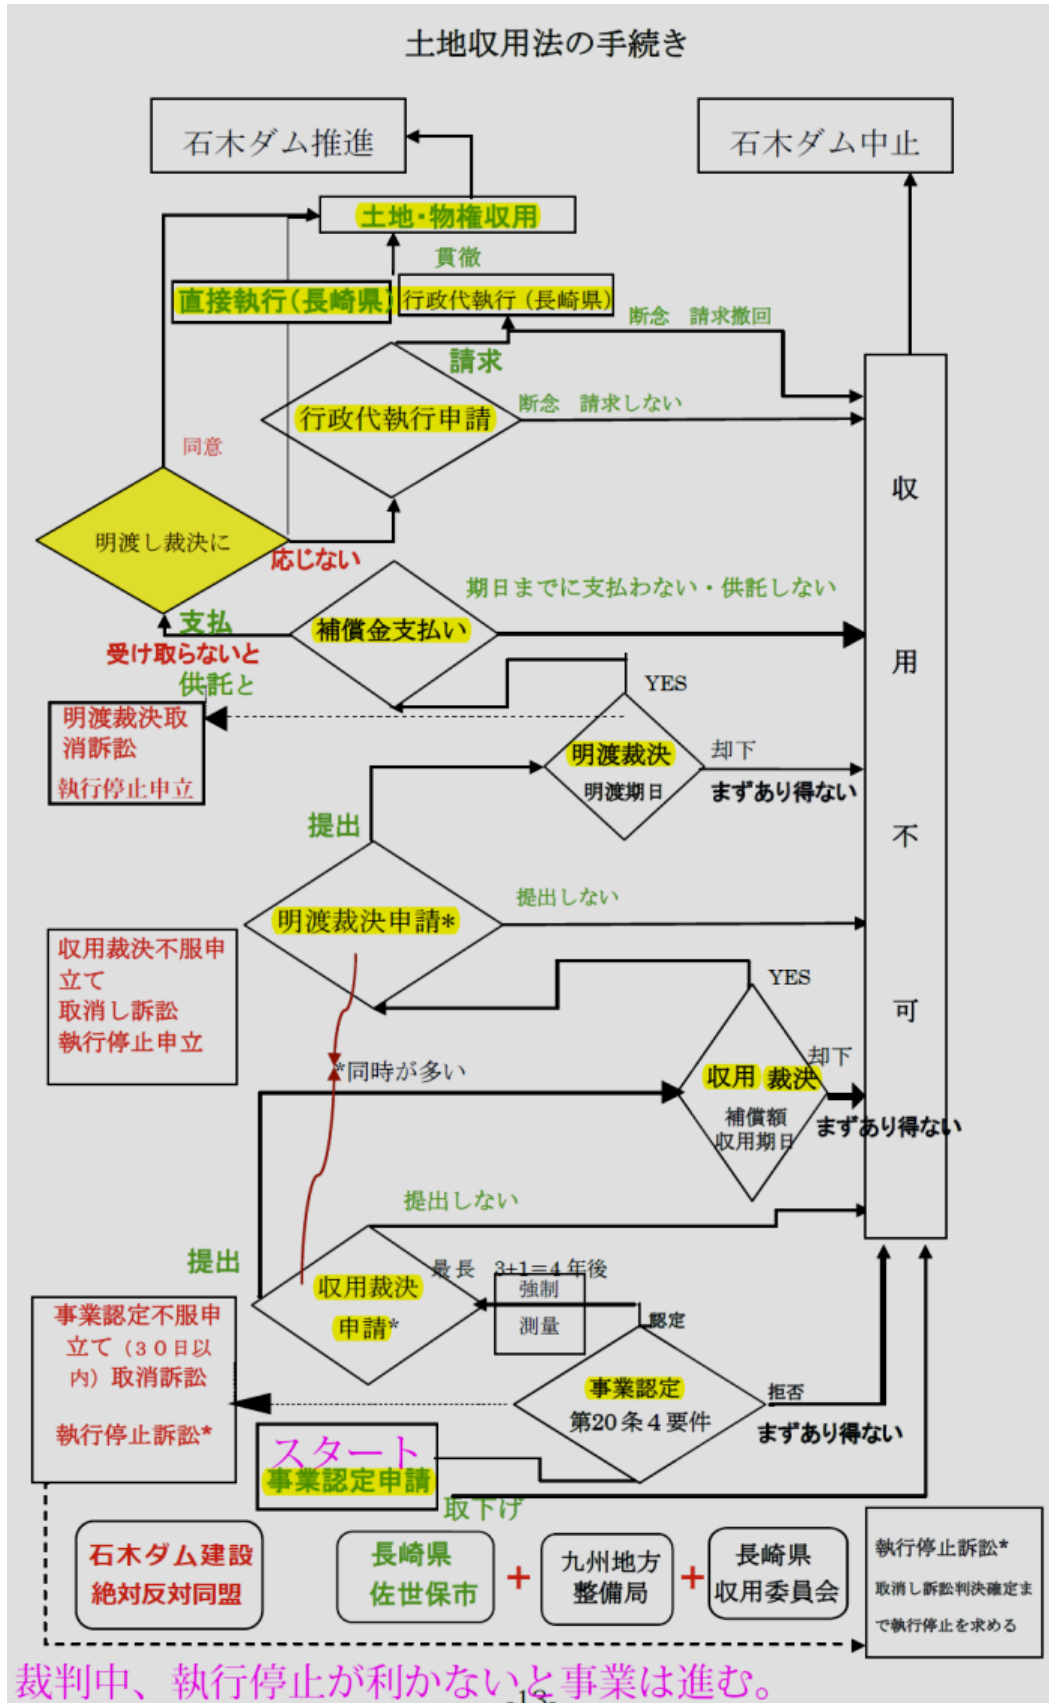 土地収用法の手続き
石木ダム推進
石木ダム中止
土地・物権収用
貫徹
直接執行(長崎県)
行政代執行(長崎県)
断念　請求撤回
請求
行政代執行申請
断念　請求しない
同意
明渡し裁決に
応じない
期日までに支払わない・供託しない
支払
補償金支払い
受け取らないと
供託と
YES
明渡裁決取
消訴訟
執行停止申立
明渡裁決
明渡期日
却下
まずあり得ない
提出
明渡裁決申請*
提出しない
収用裁決不服申
立て
取消し訴訟
執行停止申立
YES
*同時が多い
収用 裁決
補償額
収用期日
却下
まずあり得ない
収
用
不
可
提出しない
提出
収用裁決
申請*
最長　3+1＝4 年後
強制
測量
認定
事業認定不服申
立て（３０日以
内）取消訴訟
執行停止訴訟*
事業認定
第20 条４要件
拒否
まずあり得ない
スタート
事業認定申請
取下げ
石木ダム建設
絶対反対同盟
長崎県
佐世保市
+
九州地方
整備局
+
長崎県
収用委員会
執行停止訴訟*
取消し訴訟判決確定ま
で執行停止を求める
裁判中、執行停止が利かないと事業は進む。
-13-